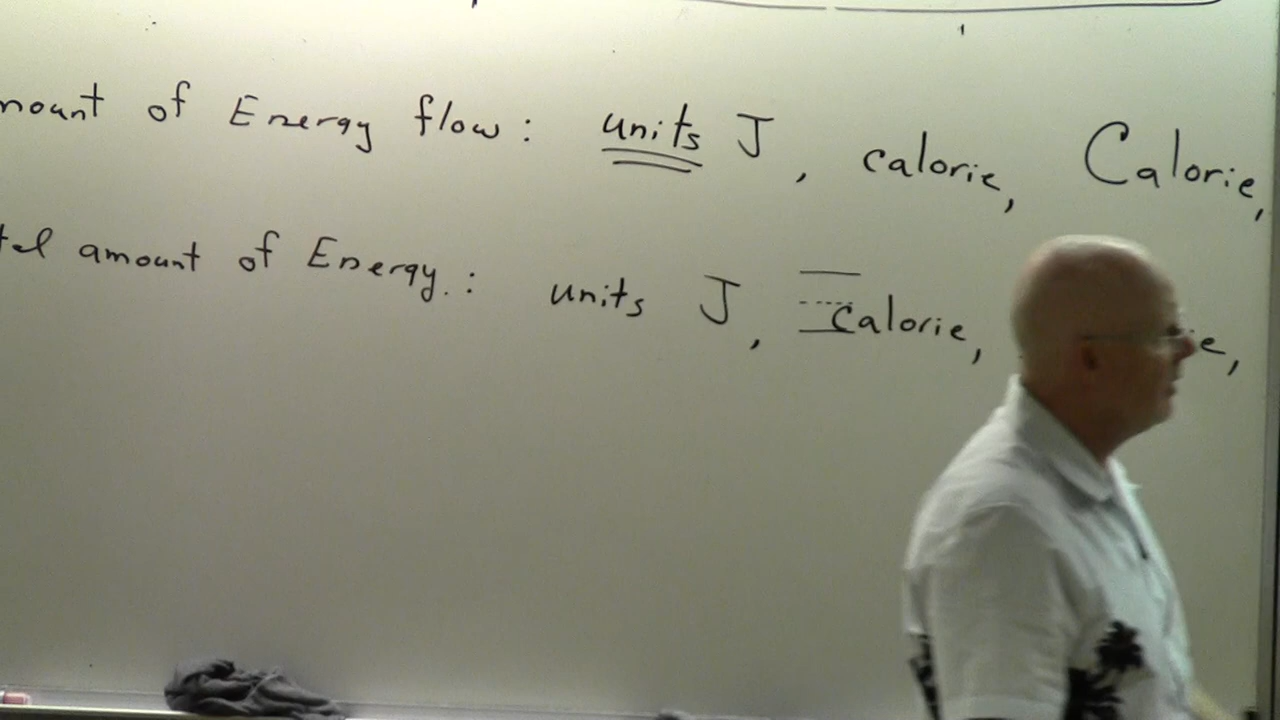 mount of Energy flow: units J, calorie, Calorie,
amount of Energy.: units J, calorie,